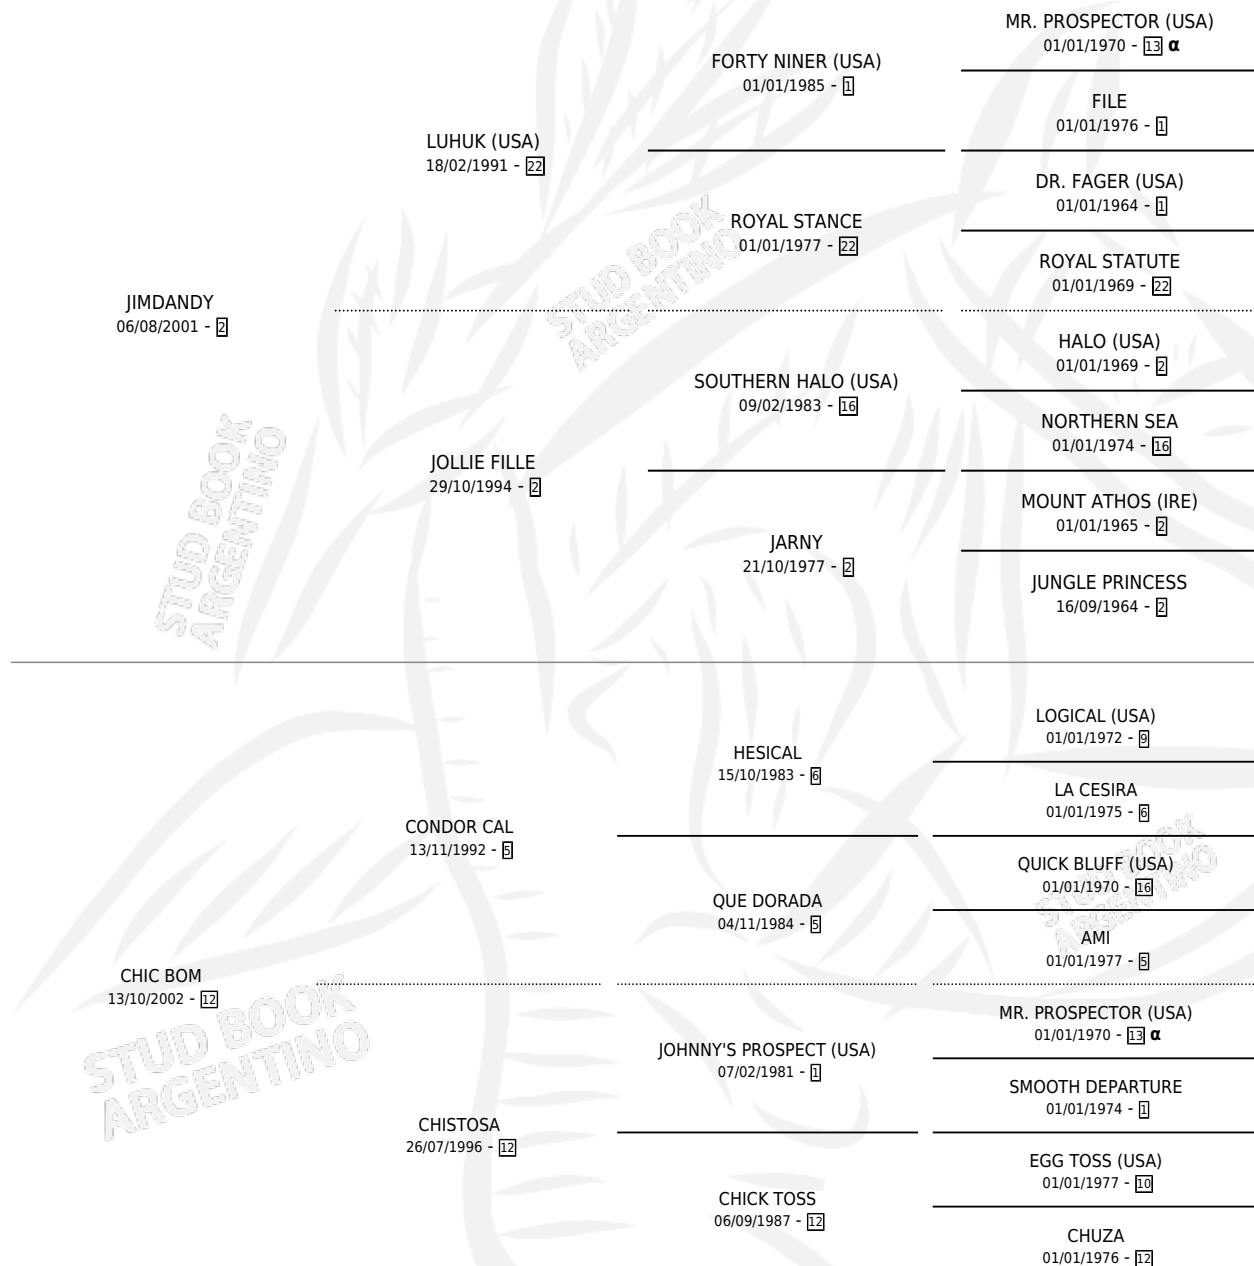 MR. PROSPECTOR (USA)
01/01/1970 - 13 α
FORTY NINER (USA)
01/01/1985 - 1
FILE
01/01/1976 - 1
LUHUK (USA)
18/02/1991 - 22
DR. FAGER (USA)
01/01/1964 - 1
ROYAL STANCE
01/01/1977 - 22
ROYAL STATUTE
01/01/1969 - 22
JIMDANDY
06/08/2001 - 2
STUD BOOK
ARGENTINO
HALO (USA)
01/01/1969 - 2
SOUTHERN HALO (USA)
09/02/1983 - 16
NORTHERN SEA
01/01/1974 - 16
JOLLIE FILLE
29/10/1994 - 2
MOUNT ATHOS (IRE)
01/01/1965 - 2
JARNY
21/10/1977 - 2
JUNGLE PRINCESS
16/09/1964 - 2
STUD BOOK
ARGENTINO
LOGICAL (USA)
01/01/1972 - 9
HESICAL
15/10/1983 - 6
LA CESIRA
01/01/1975 - 6
CONDOR CAL
13/11/1992 - 5
QUICK BLUFF (USA)
01/01/1970 - 16
STUD BOOK
ARGENTINO
QUE DORADA
04/11/1984 - 5
AMI
01/01/1977 - 5
CHIC BOM
13/10/2002 - 12
MR. PROSPECTOR (USA)
01/01/1970 - 13 α
JOHNNY'S PROSPECT (USA)
07/02/1981 - 1
SMOOTH DEPARTURE
01/01/1974 - 1
STUD BOOK
ARGENTINO
CHISTOSA
26/07/1996 - 12
EGG TOSS (USA)
01/01/1977 - 10
CHICK TOSS
06/09/1987 - 12
CHUZA
01/01/1976 - 12